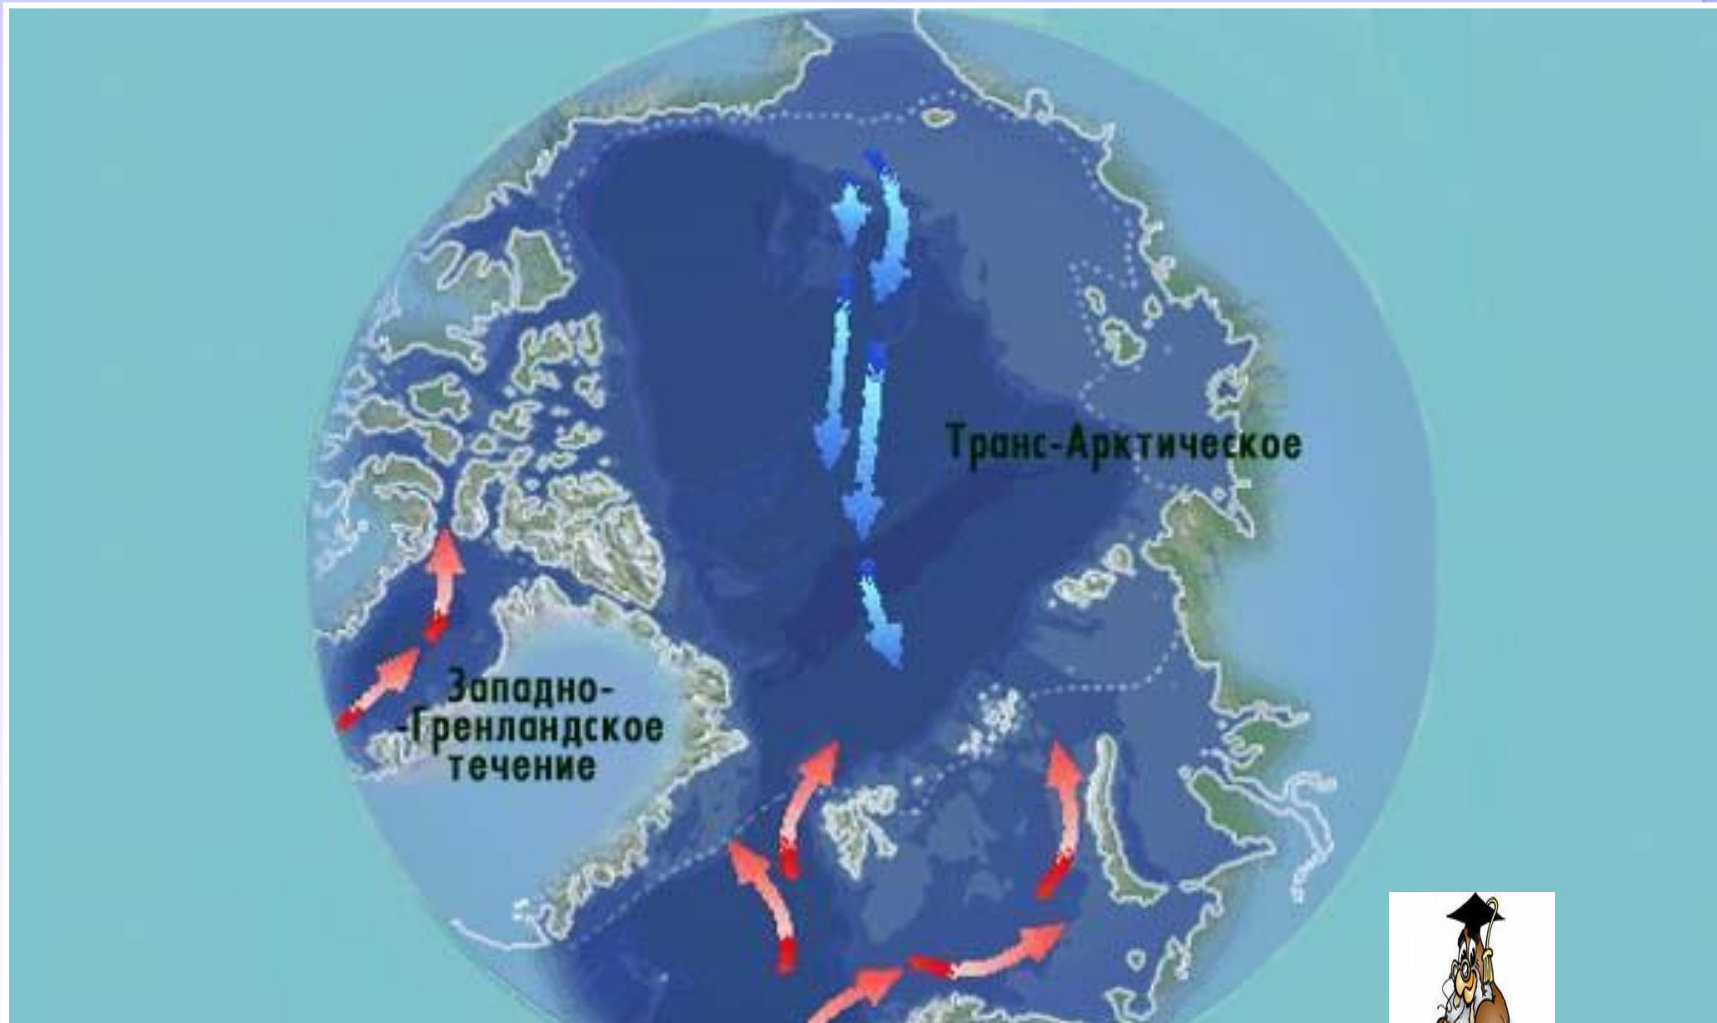 Транс-Арктическое
Западно-
-Гренландское
течение